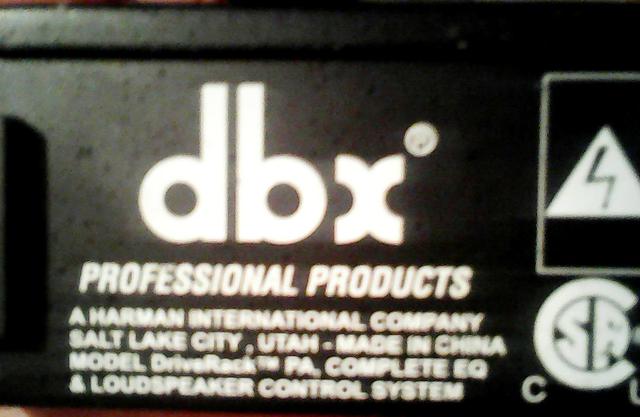 dbx®
PROFESSIONAL PRODUCTS
A HARMAN INTERNATIONAL COMPANY
SALT LAKE CITY, UTAH - MADE IN CHINA
MODEL DriveRack™ PA, COMPLETE EQ
& LOUDSPEAKER CONTROL SYSTEM
SA
C